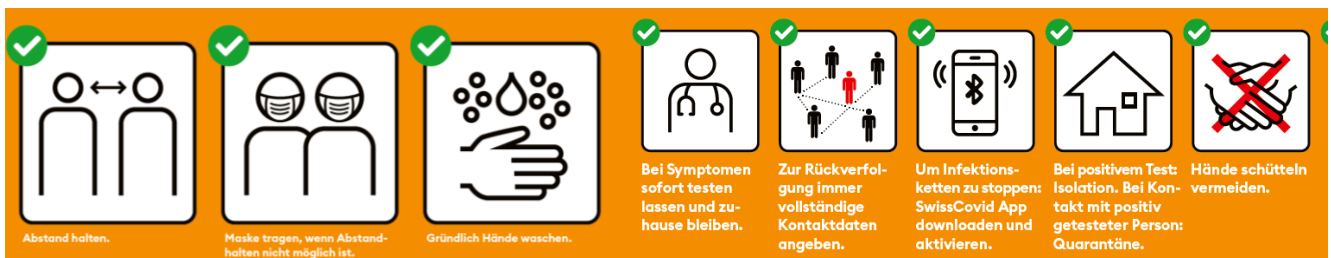 Abstand halten.
Maske tragen, wenn Abstand-
halten nicht möglich ist.
Gründlich Hände waschen.
Bei Symptomen
sofort testen
lassen und zu-
hause bleiben.
Zur Rückverfol-
gung immer
vollständige
Kontaktdaten
angeben.
Um Infektions-
ketten zu stoppen:
SwissCovid App
downloaden und
aktivieren.
Bei positivem Test:
Isolation. Bei Kon-
takt mit positiv
getesteter Person:
Quarantäne.
Hände schütteln
vermeiden.